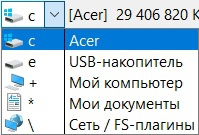 c [Acer] 29 406 820 К
c Acer
e USB-накопитель
+ Мой компьютер
* Мои документы
\ Сеть / FS-плагины